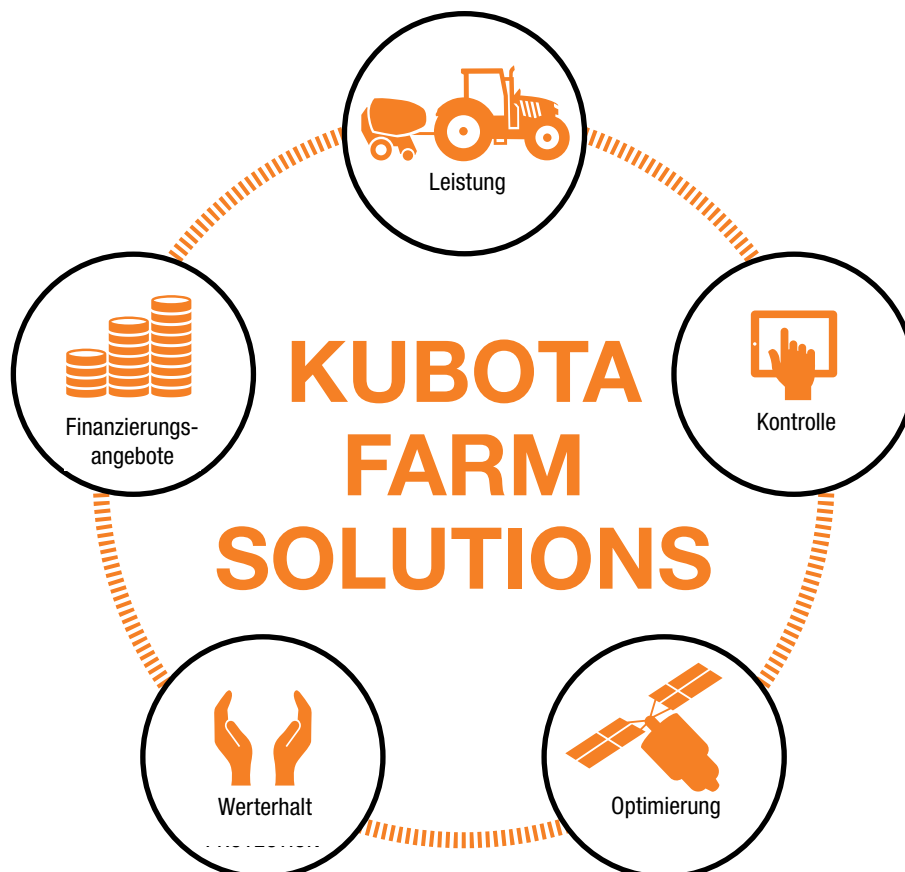 Leistung
Finanzierungs-
angebote
KUBOTA
FARM
SOLUTIONS
Kontrolle
Werterhalt
Optimierung